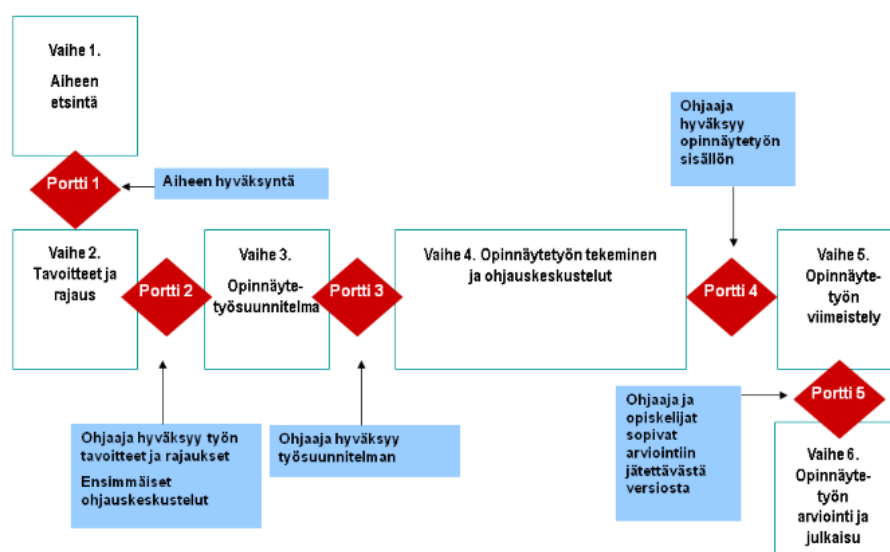 Vaihe 1.
Aiheen
etsintä
Portti 1
Aiheen hyväksyntä
Vaihe 2.
Tavoitteet ja
rajaus
Portti 2
Ohjaaja hyväksyy työn
tavoitteet ja rajaukset
Ensimmäiset
ohjauskeskustelut
Vaihe 3.
Opinnäyte-
työsuunnitelma
Portti 3
Ohjaaja hyväksyy
työsuunnitelman
Vaihe 4. Opinnäytetyön tekeminen
ja ohjauskeskustelut
Ohjaaja
hyväksyy
opinnäytetyön
sisällön
Portti 4
Vaihe 5.
Opinnäyte-
työn
viimeistely
Ohjaaja ja
opiskelijat
sopivat
arviointiin
jätettävästä
versiosta
Portti 5
Vaihe 6.
Opinnäyte-
työn
arviointi ja
julkaisu